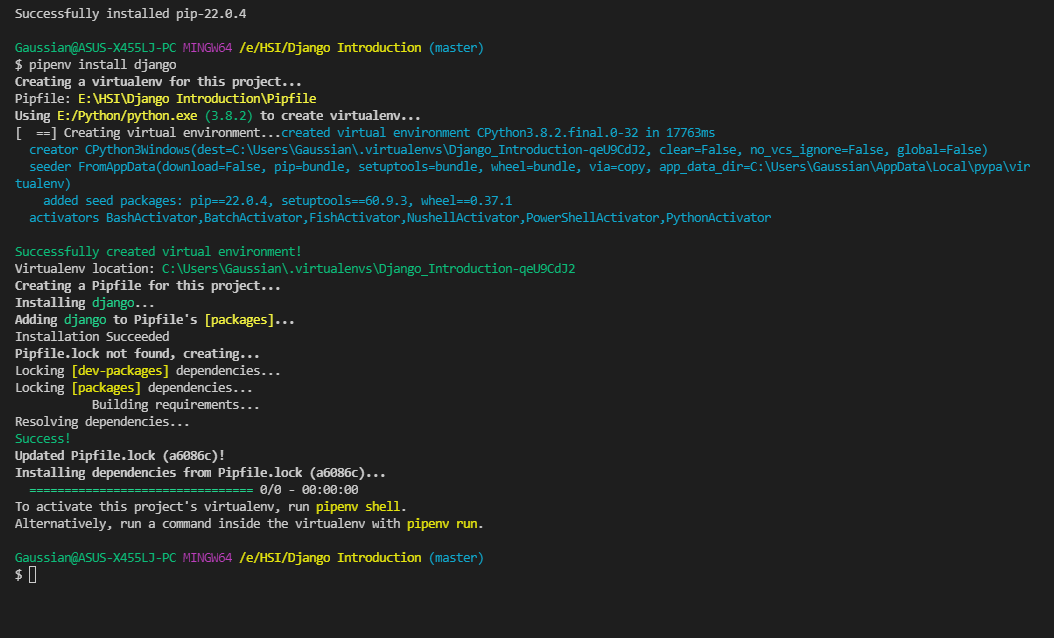 Successfully installed pip-22.0.4
Gaussian@ASUS-X455LJ-PC MINGW64 /e/HSI/Django Introduction (master)
$ pipenv install django
Creating a virtualenv for this project...
Pipfile: E:\HSI\Django Introduction\Pipfile
Using E:/Python/python.exe (3.8.2) to create virtualenv...
[  ==] Creating virtual environment...created virtual environment CPython3.8.2.final.0-32 in 17763ms
  creator CPython3Windows(dest=C:\Users\Gaussian\.virtualenvs\Django_Introduction-qeU9CdJ2, clear=False, no_vcs_ignore=False, global=False)
  seeder FromAppData(download=False, pip=bundle, setuptools=bundle, wheel=bundle, via=copy, app_data_dir=C:\Users\Gaussian\AppData\Local\pypa\vir
tualenv)
    added seed packages: pip==22.0.4, setuptools==60.9.3, wheel==0.37.1
  activators BashActivator,BatchActivator,FishActivator,NushellActivator,PowerShellActivator,PythonActivator
Successfully created virtual environment!
Virtualenv location: C:\Users\Gaussian\.virtualenvs\Django_Introduction-qeU9CdJ2
Creating a Pipfile for this project...
Installing django...
Adding django to Pipfile's [packages]...
Installation Succeeded
Pipfile.lock not found, creating...
Locking [dev-packages] dependencies...
Locking [packages] dependencies...
           Building requirements...
Resolving dependencies...
Success!
Updated Pipfile.lock (a6086c)!
Installing dependencies from Pipfile.lock (a6086c)...
  ================================ 0/0 - 00:00:00
To activate this project's virtualenv, run pipenv shell.
Alternatively, run a command inside the virtualenv with pipenv run.
Gaussian@ASUS-X455LJ-PC MINGW64 /e/HSI/Django Introduction (master)
$